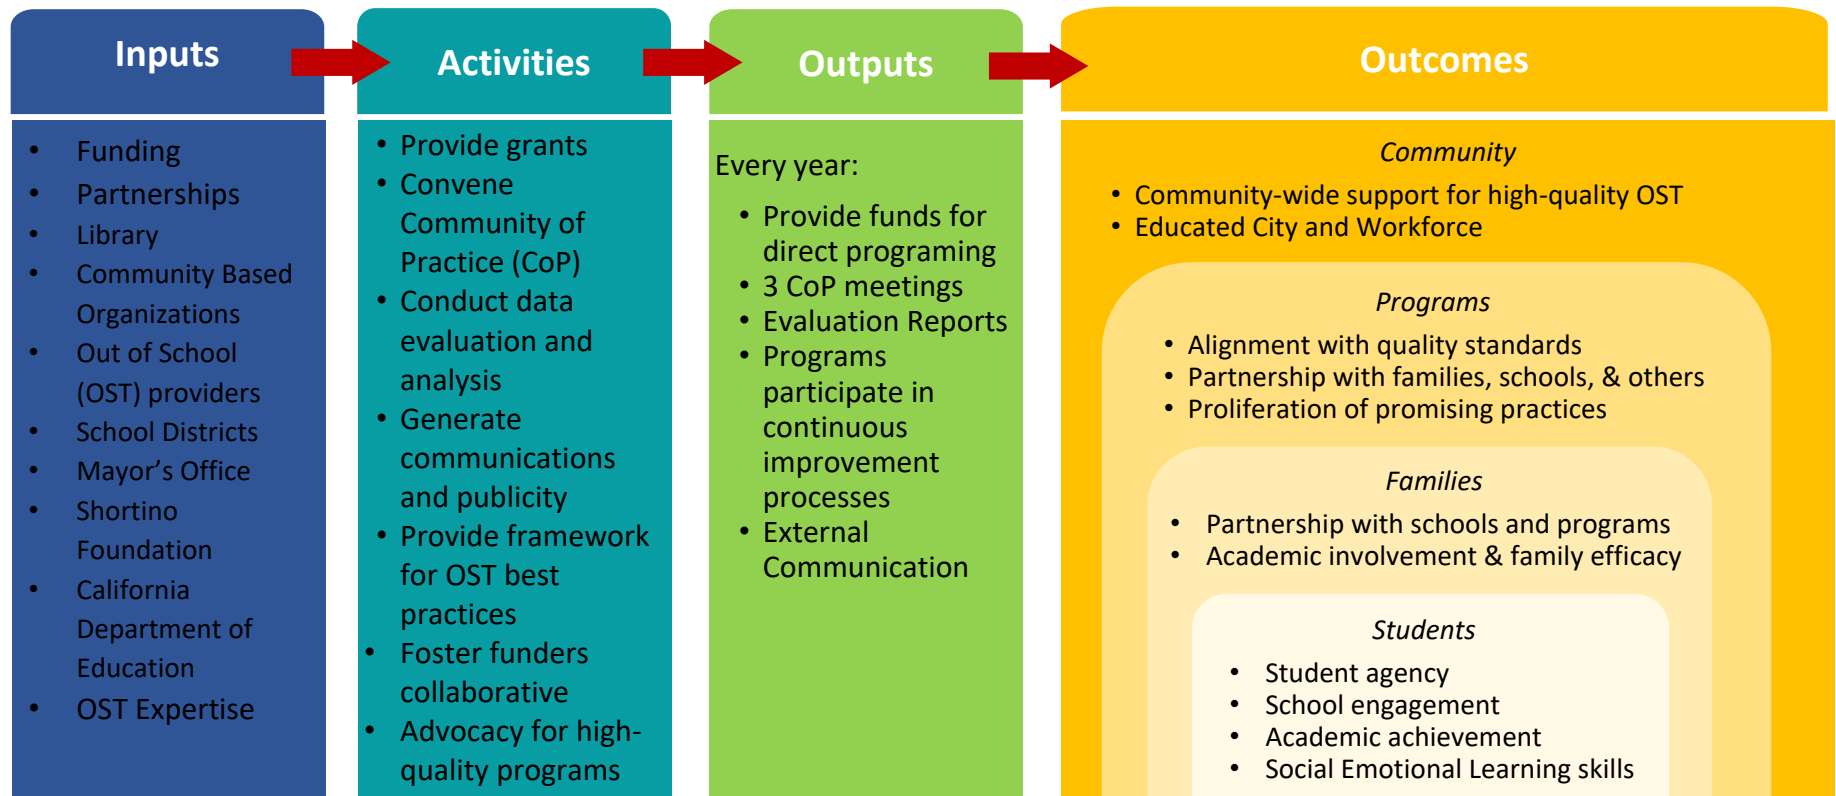 Inputs
Activities
Outputs
Outcomes
• Funding
• Partnerships
• Library
• Community Based
Organizations
• Out of School
(OST) providers
• School Districts
• Mayor’s Office
• Shortino
Foundation
• California
Department of
Education
• OST Expertise
• Provide grants
• Convene
Community of
Practice (CoP)
• Conduct data
evaluation and
analysis
• Generate
communications
and publicity
• Provide framework
for OST best
practices
• Foster funders
collaborative
• Advocacy for high-
quality programs
Every year:
• Provide funds for
direct programing
• 3 CoP meetings
• Evaluation Reports
• Programs
participate in
continuous
improvement
processes
• External
Communication
Community
• Community-wide support for high-quality OST
• Educated City and Workforce
Programs
• Alignment with quality standards
• Partnership with families, schools, & others
• Proliferation of promising practices
Families
• Partnership with schools and programs
• Academic involvement & family efficacy
Students
• Student agency
• School engagement
• Academic achievement
• Social Emotional Learning skills